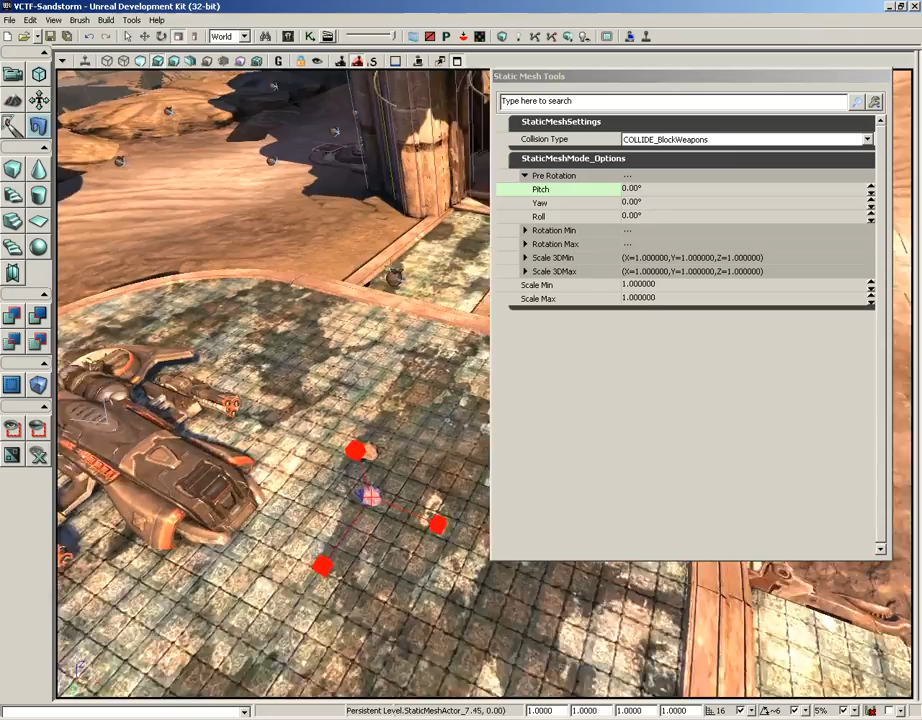 VCTF-Sandstorm - Unreal Development Kit (32-bit)
File Edit View Brush Build Tools Help
World
G
S
P
Static Mesh Tools
Type here to search
StaticMeshSettings
Collision Type COLLIDE_BlockWeapons
StaticMeshMode_Options
Pre Rotation ...
Pitch 0.00°
Yaw 0.00°
Roll 0.00°
Rotation Min ...
Rotation Max ...
Scale 3DMin (X=1.000000,Y=1.000000,Z=1.000000)
Scale 3DMax (X=1.000000,Y=1.000000,Z=1.000000)
Scale Min 1.000000
Scale Max 1.000000
Persistent Level.StaticMeshActor_7.45, 0.00) 1.0000 1.0000 1.0000 1.0000 16 ~6 5%